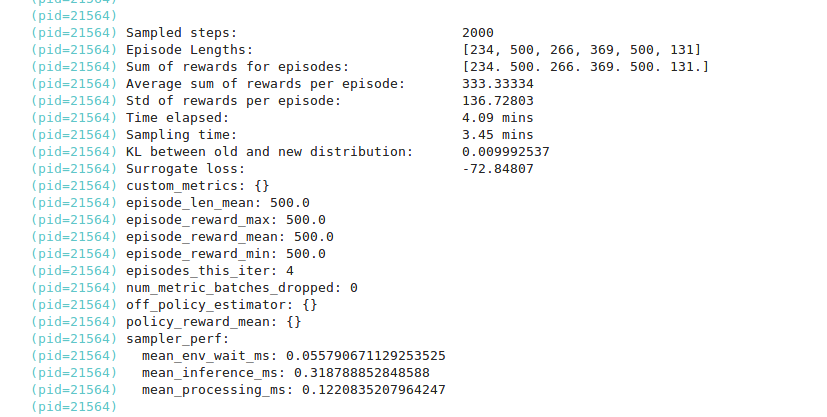 (pid=21564)
(pid=21564)
(pid=21564) Sampled steps: 2000
(pid=21564) Episode Lengths: [234, 500, 266, 369, 500, 131]
(pid=21564) Sum of rewards for episodes: [234. 500. 266. 369. 500. 131.]
(pid=21564) Average sum of rewards per episode: 333.33334
(pid=21564) Std of rewards per episode: 136.72803
(pid=21564) Time elapsed: 4.09 mins
(pid=21564) Sampling time: 3.45 mins
(pid=21564) KL between old and new distribution: 0.009992537
(pid=21564) Surrogate loss: -72.84807
(pid=21564) custom_metrics: {}
(pid=21564) episode_len_mean: 500.0
(pid=21564) episode_reward_max: 500.0
(pid=21564) episode_reward_mean: 500.0
(pid=21564) episode_reward_min: 500.0
(pid=21564) episodes_this_iter: 4
(pid=21564) num_metric_batches_dropped: 0
(pid=21564) off_policy_estimator: {}
(pid=21564) policy_reward_mean: {}
(pid=21564) sampler_perf:
(pid=21564)   mean_env_wait_ms: 0.055790671129253525
(pid=21564)   mean_inference_ms: 0.318788852848588
(pid=21564)   mean_processing_ms: 0.1220835207964247
(pid=21564)